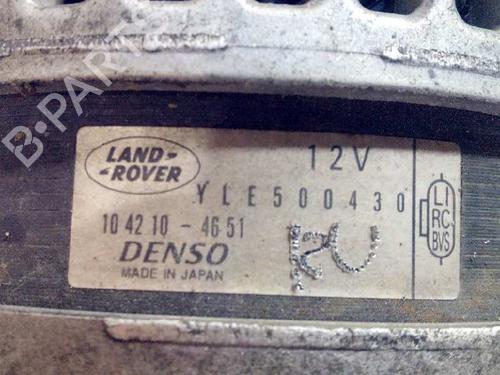 B-PARTS
LAND-
-ROVER
12V
YLE500430
104210-4651
DENSO
MADE IN JAPAN
LI
RC
BVS